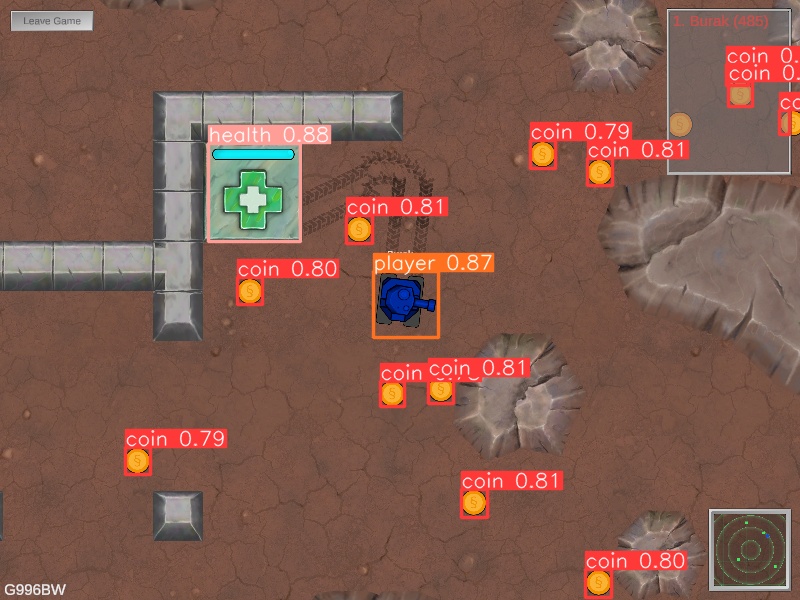 Leave Game
1. Burak (485)
coin 0.
coin 0.
health 0.88
coin 0.79
coin 0.81
coin 0.81
player 0.87
coin 0.80
coin
coin 0.81
coin 0.79
coin 0.81
coin 0.80
G996BW